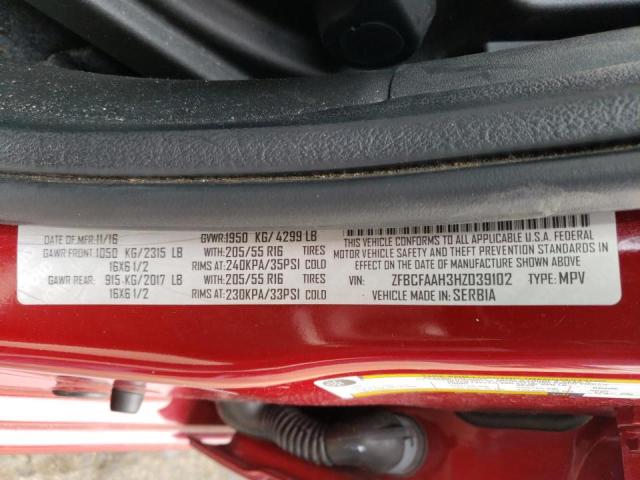 DATE OF MFR: 11/16 GVWR: 1950 KG/ 4299 LB
GAWR FRONT: 1050 KG/2315 LB WITH: 205/55 R16 TIRES
16X6 1/2 RIMS AT: 240KPA/35PSI COLD
GAWR REAR: 915 KG/2017 LB WITH: 205/55 R16 TIRES
16X6 1/2 RIMS AT: 230KPA/33PSI COLD
THIS VEHICLE CONFORMS TO ALL APPLICABLE U.S.A. FEDERAL
MOTOR VEHICLE SAFETY, BUMPER, AND THEFT PREVENTION STANDARDS
IN EFFECT ON THE DATE OF MANUFACTURE SHOWN ABOVE.
VIN: ZFBCFAAH3HZ039102 TYPE: MPV
VEHICLE MADE IN: SERBIA